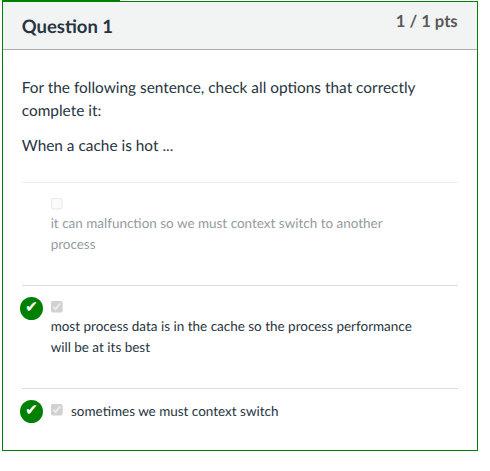 Question 1
1 / 1 pts
For the following sentence, check all options that correctly
complete it:
When a cache is hot ...
it can malfunction so we must context switch to another
process
most process data is in the cache so the process performance
will be at its best
sometimes we must context switch